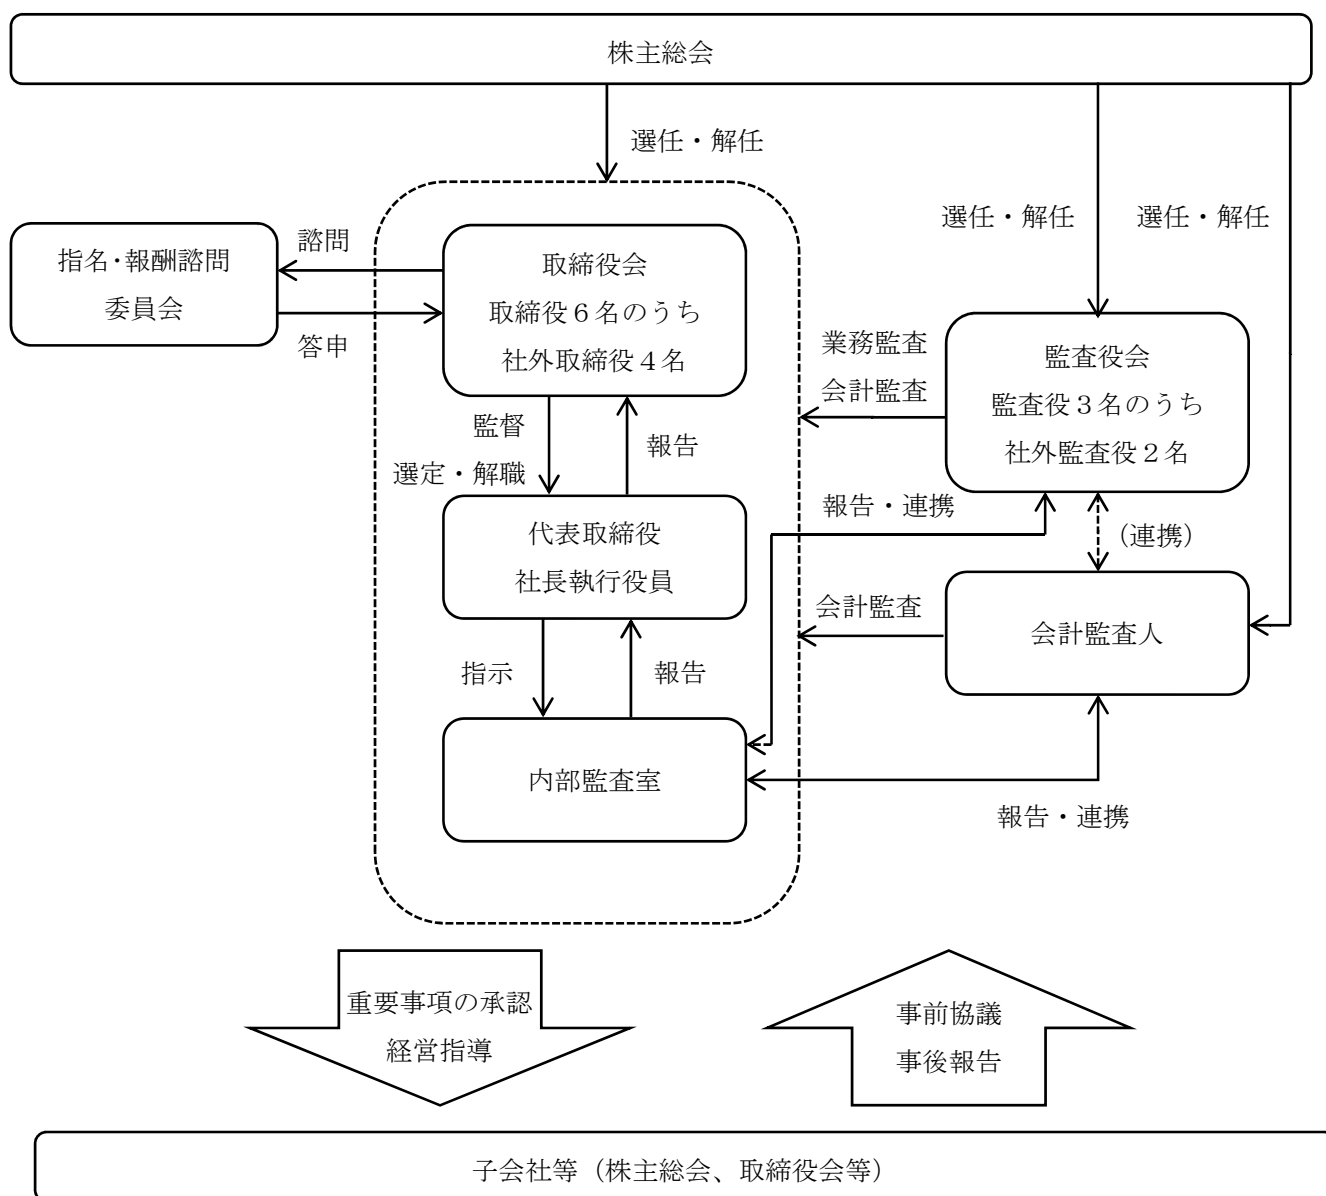 株主総会
選任・解任
選任・解任
選任・解任
指名・報酬諮問
委員会
諮問
答申
取締役会
取締役６名のうち
社外取締役４名
業務監査
会計監査
監査役会
監査役３名のうち
社外監査役２名
監督
選定・解職
報告
報告・連携
（連携）
代表取締役
社長執行役員
会計監査
会計監査人
指示
報告
内部監査室
報告・連携
重要事項の承認
経営指導
事前協議
事後報告
子会社等（株主総会、取締役会等）